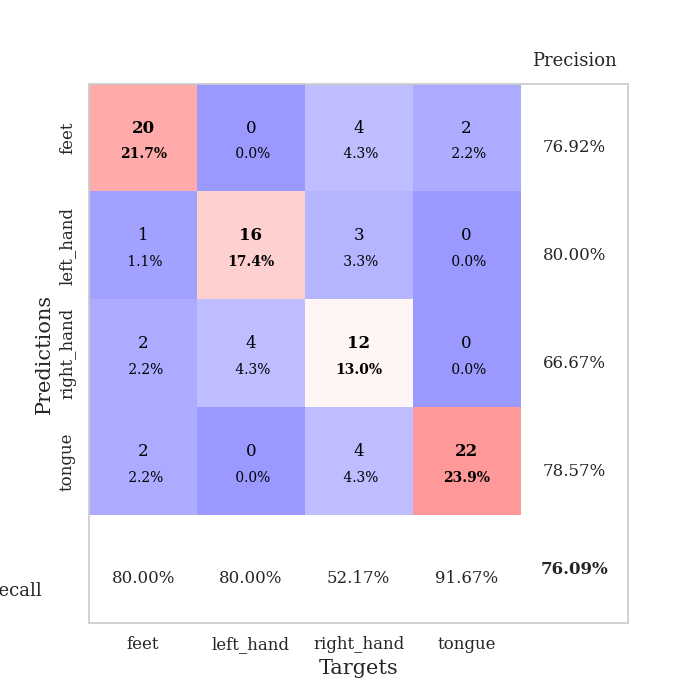 Precision
feet
20 0 4 2
21.7% 0.0% 4.3% 2.2%
76.92%
left_hand
1 16 3 0
1.1% 17.4% 3.3% 0.0%
80.00%
Predictions
right_hand
2 4 12 0
2.2% 4.3% 13.0% 0.0%
66.67%
tongue
2 0 4 22
2.2% 0.0% 4.3% 23.9%
78.57%
ecall
80.00% 80.00% 52.17% 91.67% 76.09%
feet left_hand right_hand tongue
Targets